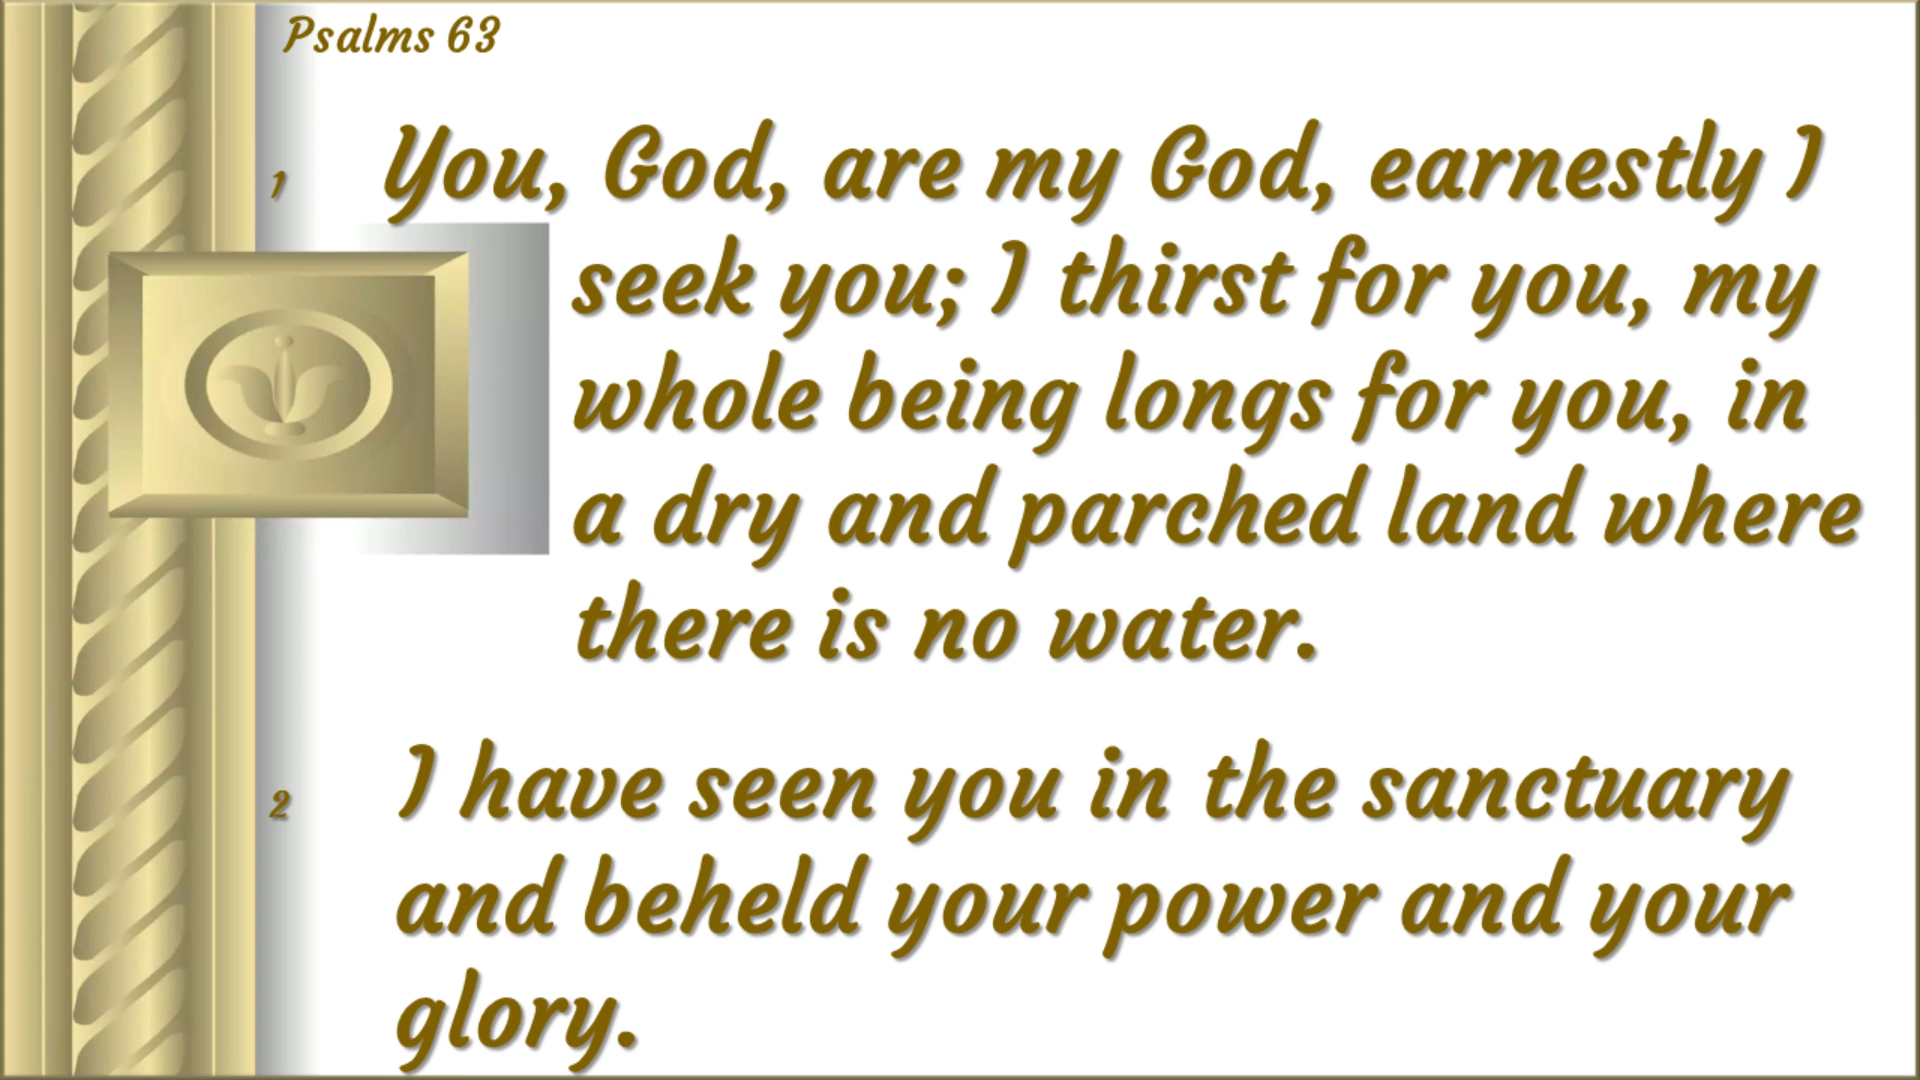 Psalms 63
1 You, God, are my God, earnestly I
seek you; I thirst for you, my
whole being longs for you, in
a dry and parched land where
there is no water.
2 I have seen you in the sanctuary
and beheld your power and your
glory.